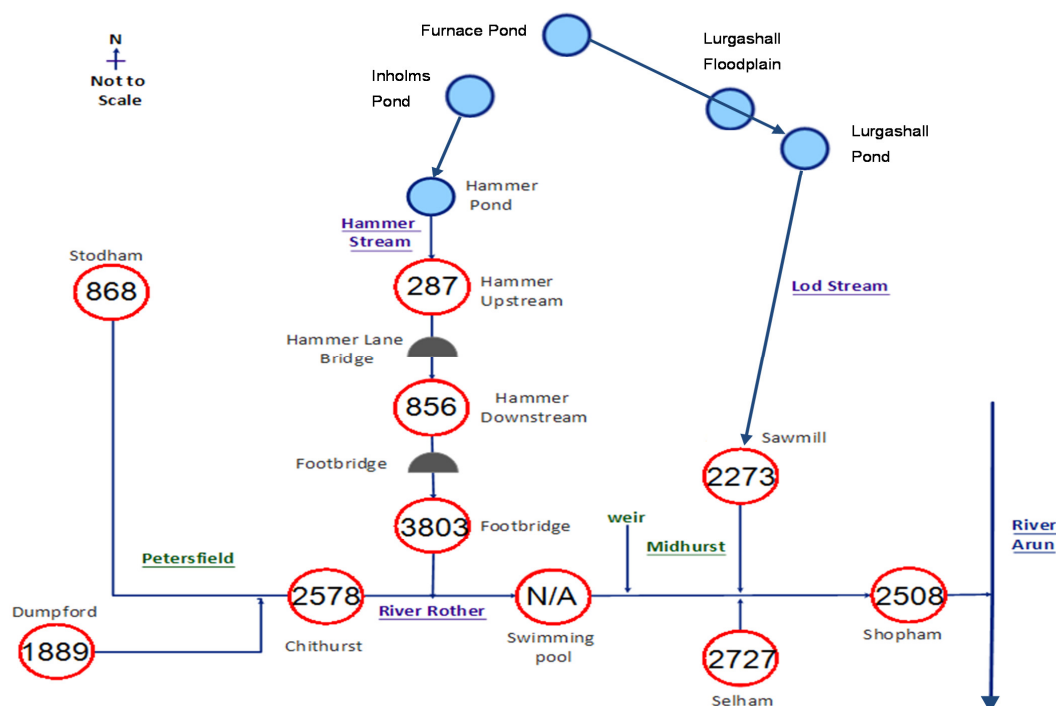 Furnace Pond
Lurgashall
Floodplain
N
Not to
Scale
Inholms
Pond
Lurgashall
Pond
Hammer
Pond
Hammer
Stream
Stodham
868
287
Hammer
Upstream
Lod Stream
Hammer Lane
Bridge
856
Hammer
Downstream
Sawmill
2273
Footbridge
3803
Footbridge
weir
Midhurst
River
Arun
Petersfield
Dumpford
1889
2578
Chithurst
River Rother
N/A
Swimming
pool
2727
Selham
2508
Shopham